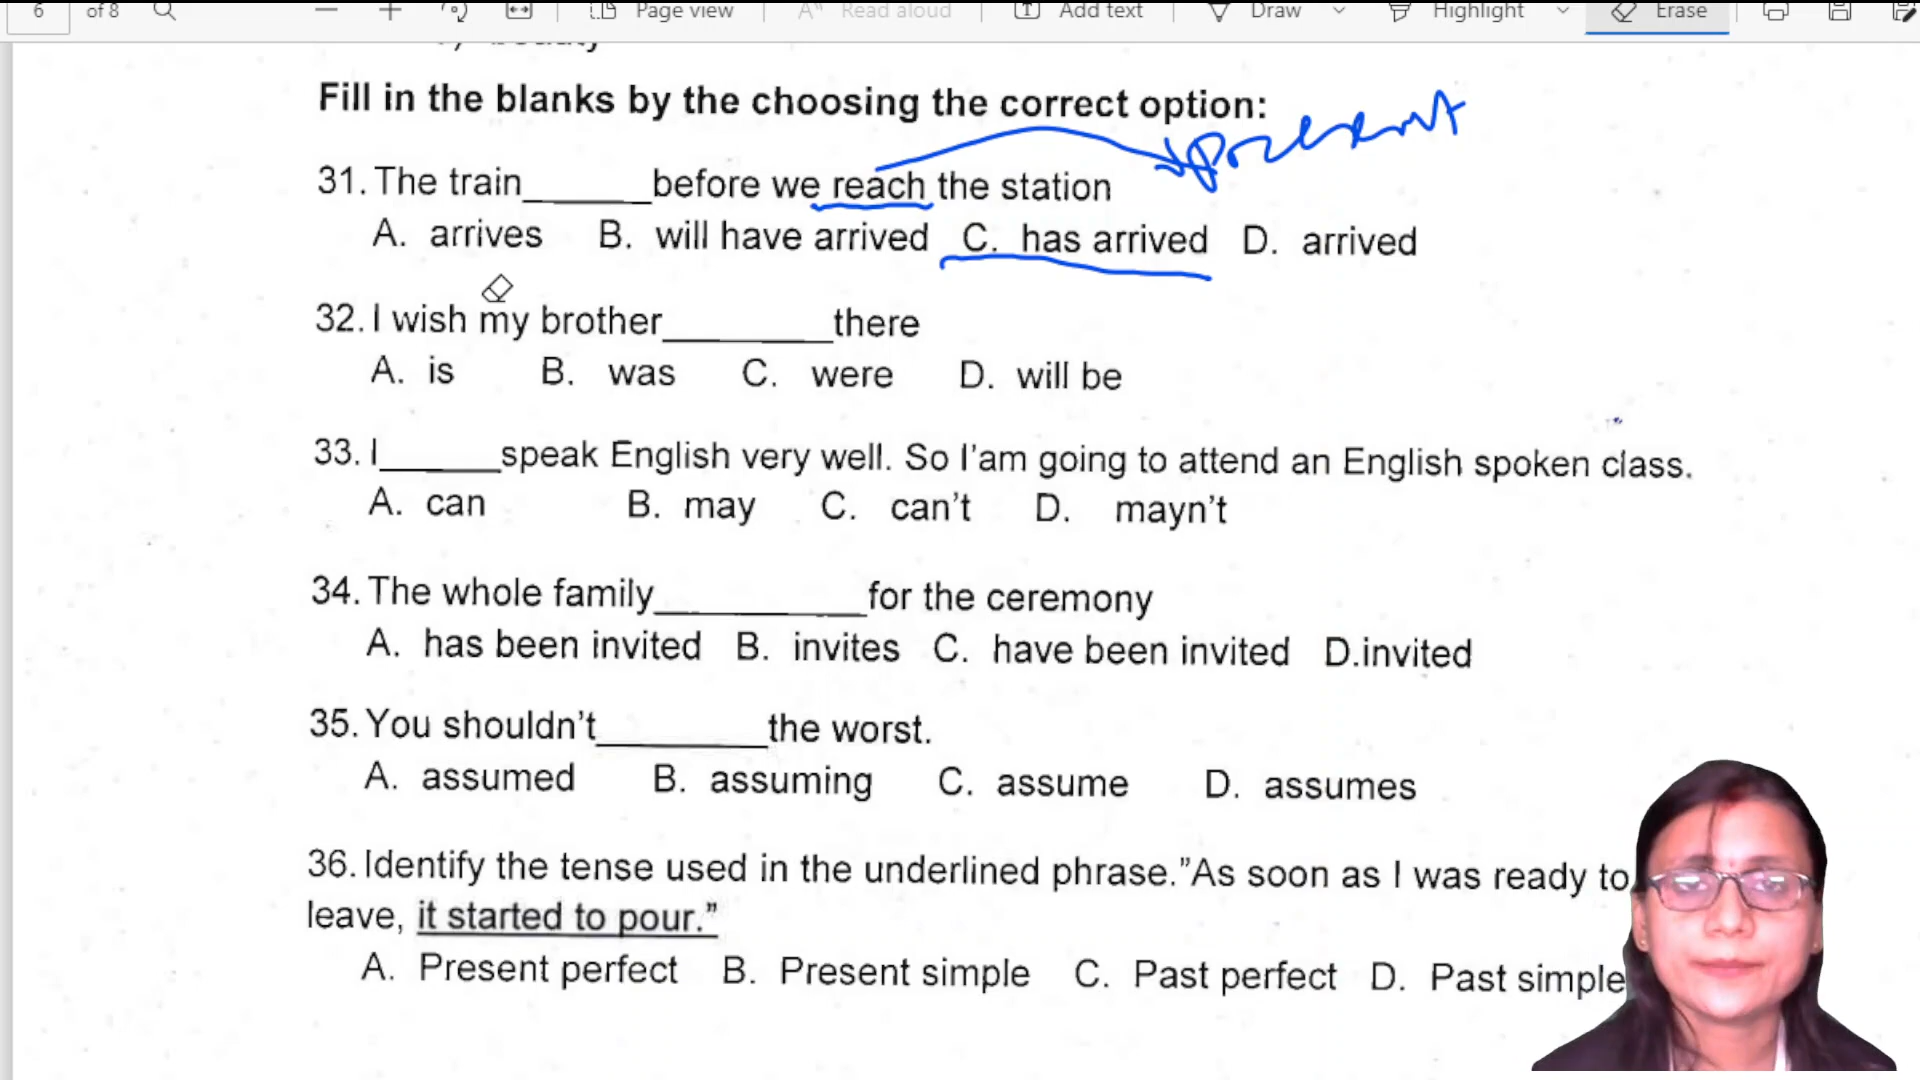 6 of 8 Page view Read aloud Add text Draw Highlight Erase
Fill in the blanks by the choosing the correct option:
present
31. The train______before we reach the station
A. arrives B. will have arrived C. has arrived D. arrived
32. I wish my brother________there
A. is B. was C. were D. will be
33. I______speak English very well. So I'am going to attend an English spoken class.
A. can B. may C. can't D. mayn't
34. The whole family__________for the ceremony
A. has been invited B. invites C. have been invited D.invited
35. You shouldn't________the worst.
A. assumed B. assuming C. assume D. assumes
36. Identify the tense used in the underlined phrase.”As soon as I was ready to
leave, it started to pour.”
A. Present perfect B. Present simple C. Past perfect D. Past simple